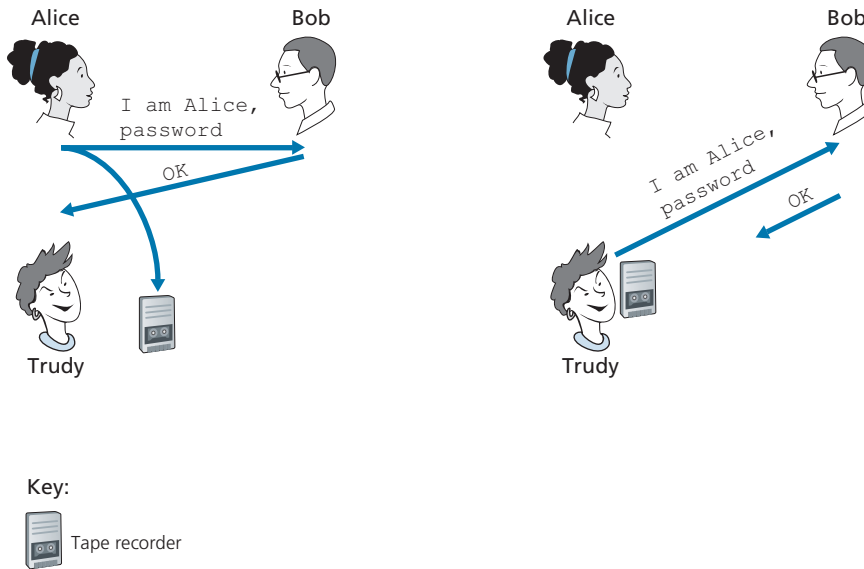 Alice
Bob
I am Alice,
password
OK
Trudy
Alice
Bob
I am Alice,
password
OK
Trudy
Key:
Tape recorder